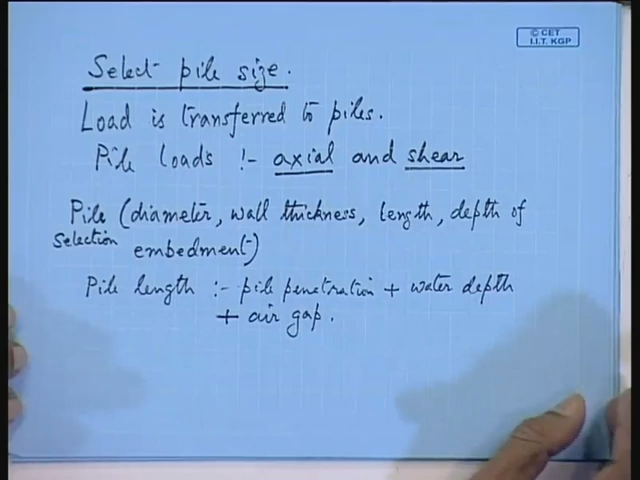 © CET
I.I.T. KGP
Select pile size.
Load is transferred to piles.
Pile loads :- axial and shear
Pile (diameter, wall thickness, length, depth of
Selection embedment)
Pile length :- pile penetration + water depth
+ air gap.